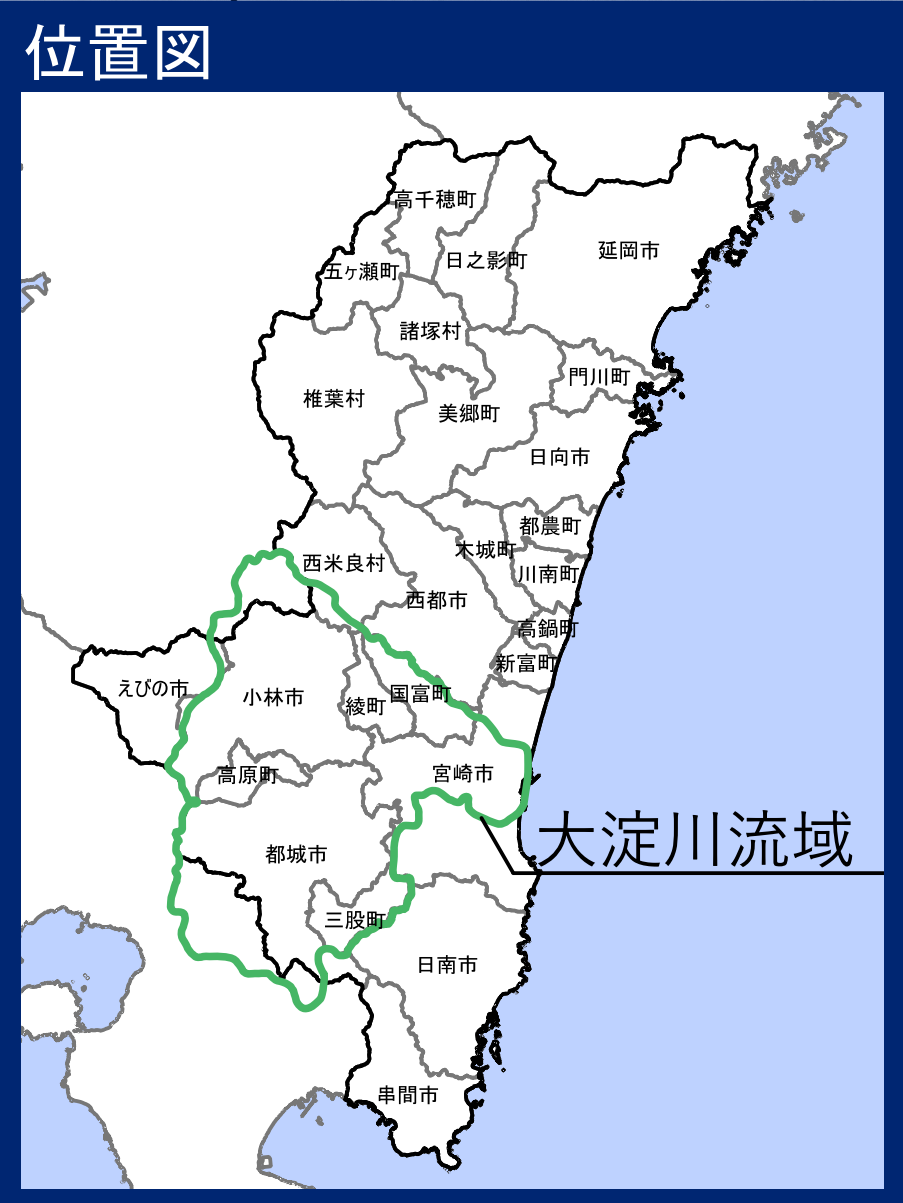 位置図
高千穂町
延岡市
日之影町
五ヶ瀬町
諸塚村
門川町
椎葉村
美郷町
日向市
都農町
木城町
西米良村
川南町
西都市
高鍋町
新富町
えびの市
国富町
小林市
綾町
宮崎市
高原町
大淀川流域
都城市
三股町
日南市
串間市